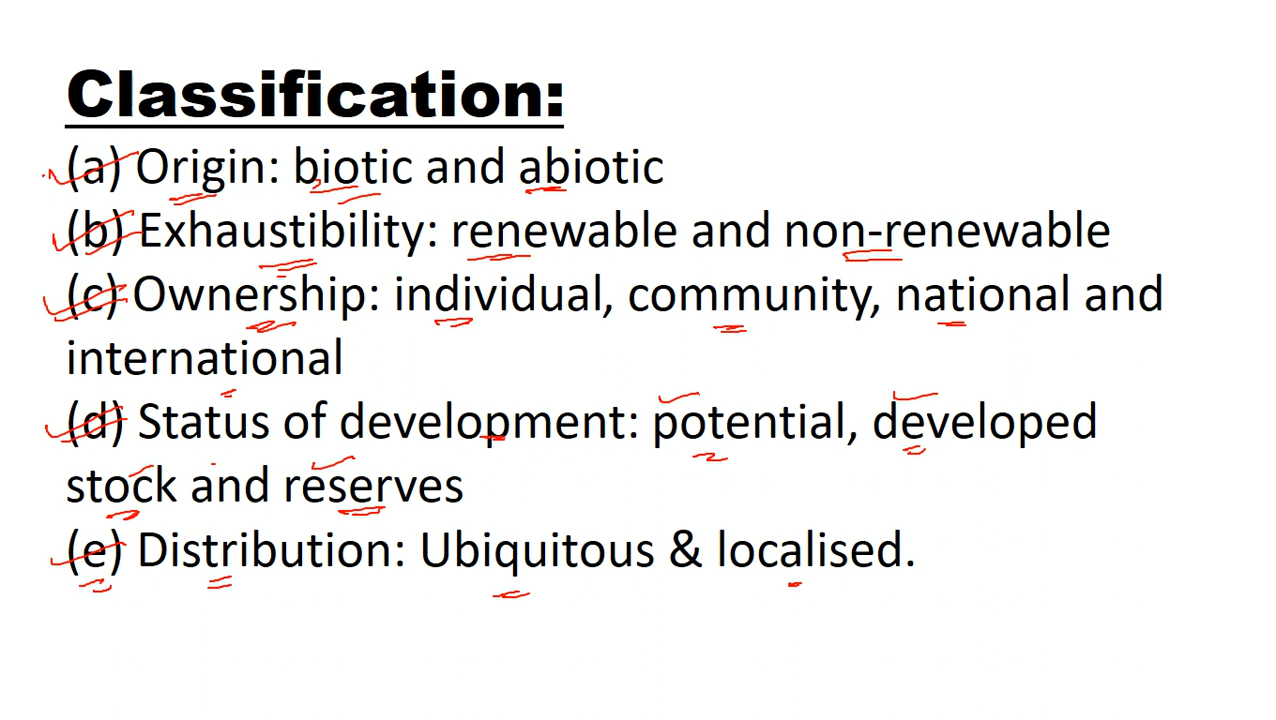 Classification:
(a) Origin: biotic and abiotic
(b) Exhaustibility: renewable and non-renewable
(c) Ownership: individual, community, national and
international
(d) Status of development: potential, developed
stock and reserves
(e) Distribution: Ubiquitous & localised.